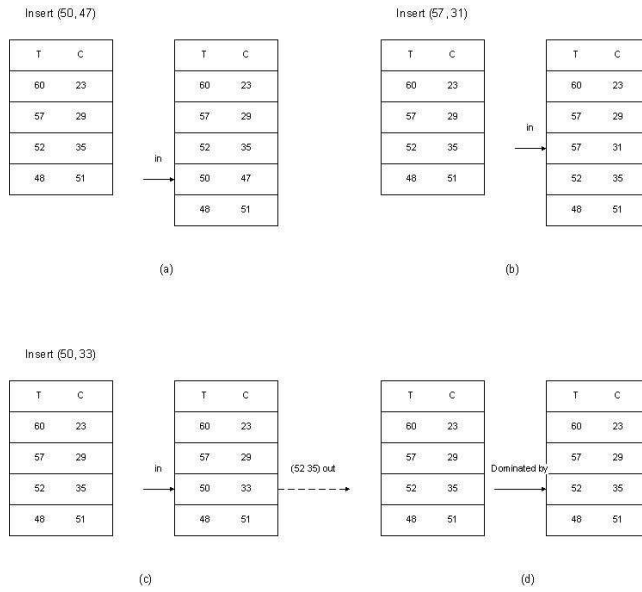 Insert (50, 47)
T C
60 23
57 29
52 35
48 51
in
T C
60 23
57 29
52 35
50 47
48 51
(a)
Insert (57, 31)
T C
60 23
57 29
52 35
48 51
in
T C
60 23
57 29
57 31
52 35
48 51
(b)
Insert (50, 33)
T C
60 23
57 29
52 35
48 51
in
T C
60 23
57 29
50 33
48 51
(52 35) out
(c)
T C
60 23
57 29
52 35
48 51
Dominated by
T C
60 23
57 29
52 35
48 51
(d)